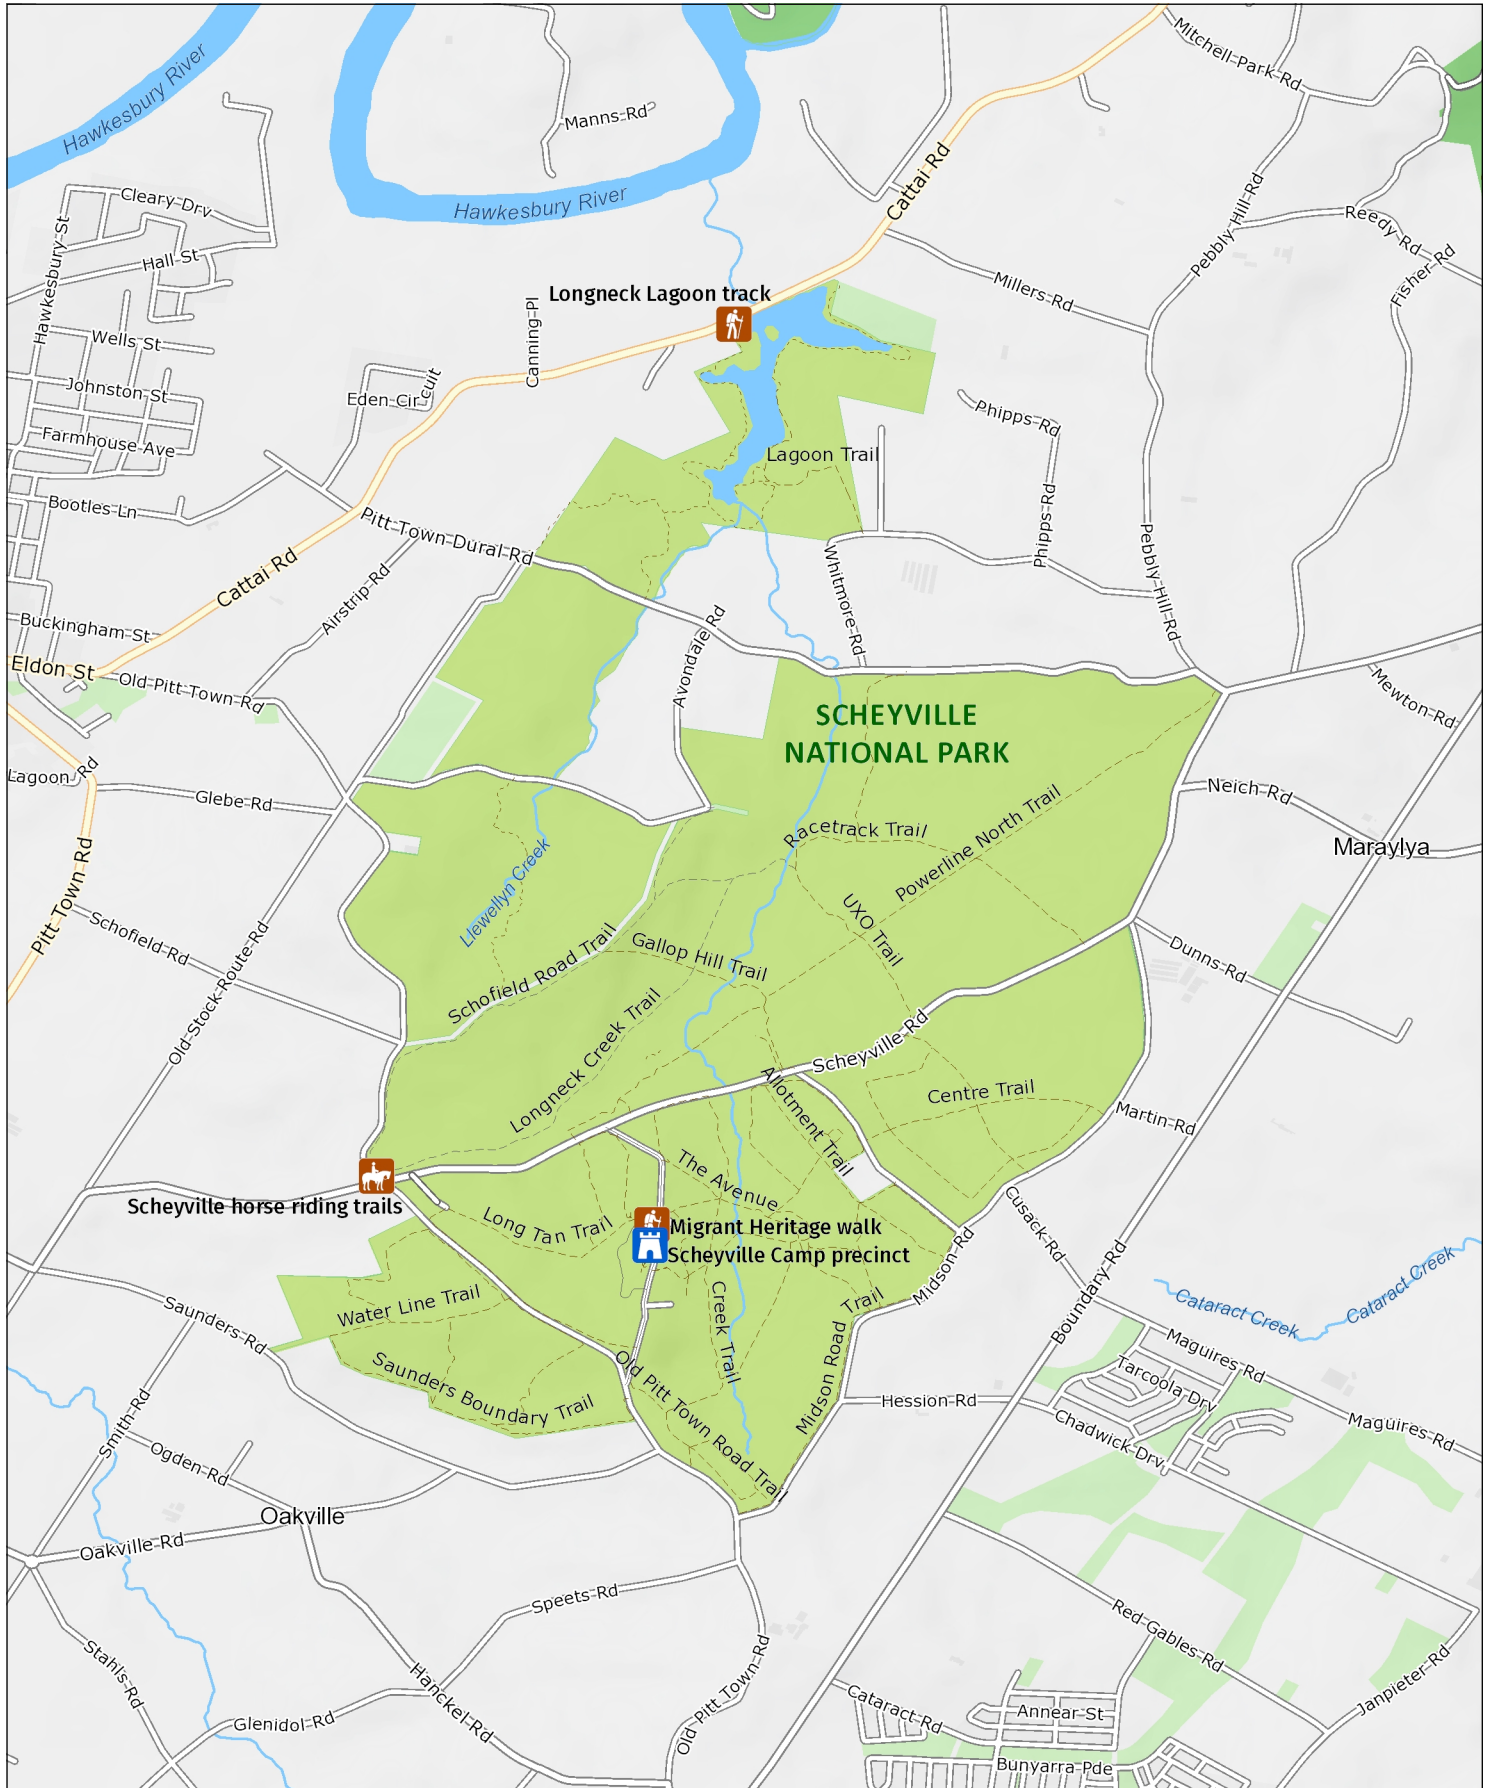 Mitchell Park Rd
Hawkesbury River
Manns Rd
Cattai Rd
Cleary Drv
Hawkesbury River
Pebbly Hill Rd
Reedy Rd
Hawkesbury St
Hall St
Fisher Rd
Millers Rd
Longneck Lagoon track
Canning Pl
Wells St
Johnston St
Eden Circuit
Phipps Rd
Farmhouse Ave
Lagoon Trail
Bootles Ln
Pitt Town Dural Rd
Phipps Rd
Whitmore Rd
Pebbly Hill Rd
Cattai Rd
Airstrip Rd
Buckingham St
Eldon St
Old Pitt Town Rd
Avondale Rd
Mewton Rd
SCHEYVILLE
NATIONAL PARK
Lagoon Rd
Glebe Rd
Neich Rd
Racetrack Trail
Powerline North Trail
Maraylya
Pitt Town Rd
Llewellyn Creek
UXO Trail
Schofield Rd
Schofield Road Trail
Gallop Hill Trail
Dunns Rd
Old Stock Route Rd
Longneck Creek Trail
Scheyville Rd
Allotment Trail
Centre Trail
Martin Rd
The Avenue
Scheyville horse riding trails
Long Tan Trail
Migrant Heritage walk
Scheyville Camp precinct
Cusack Rd
Midson Rd
Boundary Rd
Cataract Creek
Cataract Creek
Water Line Trail
Creek Trail
Midson Road Trail
Saunders Rd
Maguires Rd
Tarcoola Drv
Saunders Boundary Trail
Old Pitt Town Road Trail
Hession Rd
Chadwick Drv
Maguires Rd
Smith Rd
Ogden Rd
Oakville
Oakville Rd
Speets Rd
Red Gables Rd
Stahls Rd
Hanckel Rd
Old Pitt Town Rd
Janpieter Rd
Glenidol Rd
Cataract Rd
Annear St
Bunyarra Pde